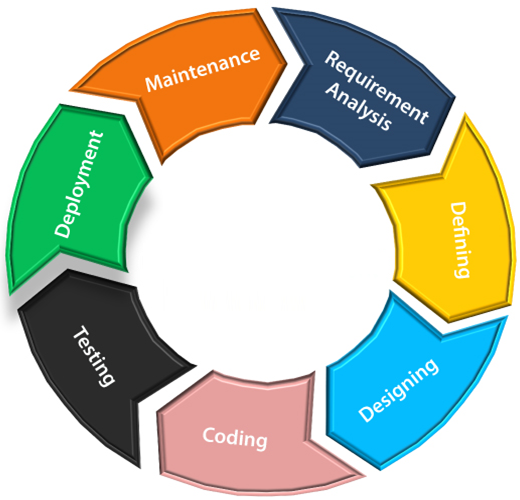 Requirement
Analysis
Defining
Designing
Coding
Testing
Deployment
Maintenance